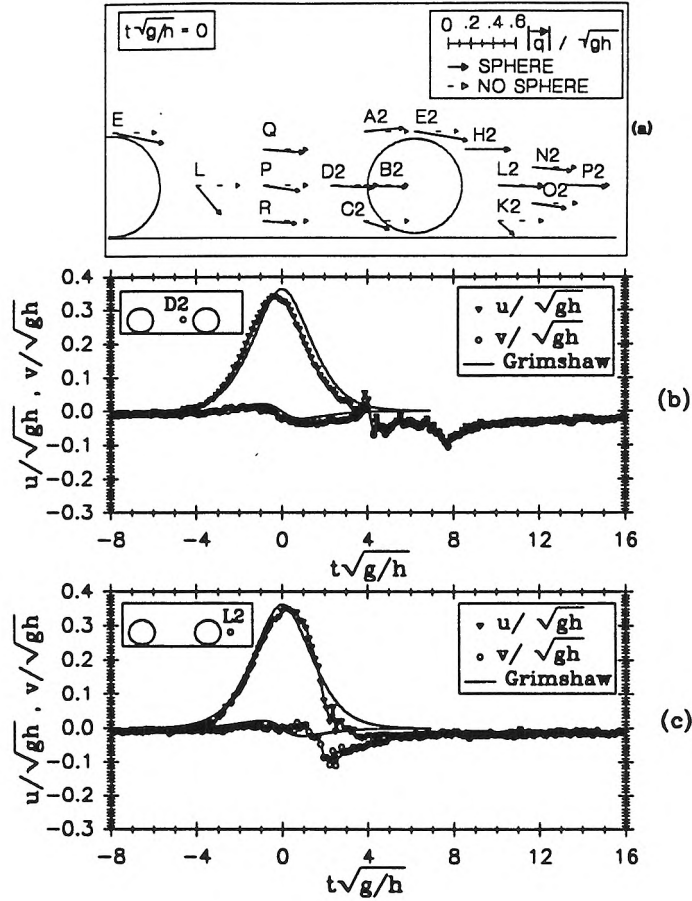 t√g/h = 0
0 .2 .4 .6 |q→| / √gh
→ SPHERE
- ▹ NO SPHERE
(a)
E
L
Q
P
R
D2
A2
E2
B2
C2
H2
L2
K2
N2
O2
P2
D2
u/√gh
v/√gh
Grimshaw
(b)
u/√gh , v/√gh
0.4
0.3
0.2
0.1
0.0
-0.1
-0.2
-0.3
-8 -4 0 4 8 12 16
t√g/h
L2
u/√gh
v/√gh
Grimshaw
(c)
u/√gh , v/√gh
0.4
0.3
0.2
0.1
0.0
-0.1
-0.2
-0.3
-8 -4 0 4 8 12 16
t√g/h